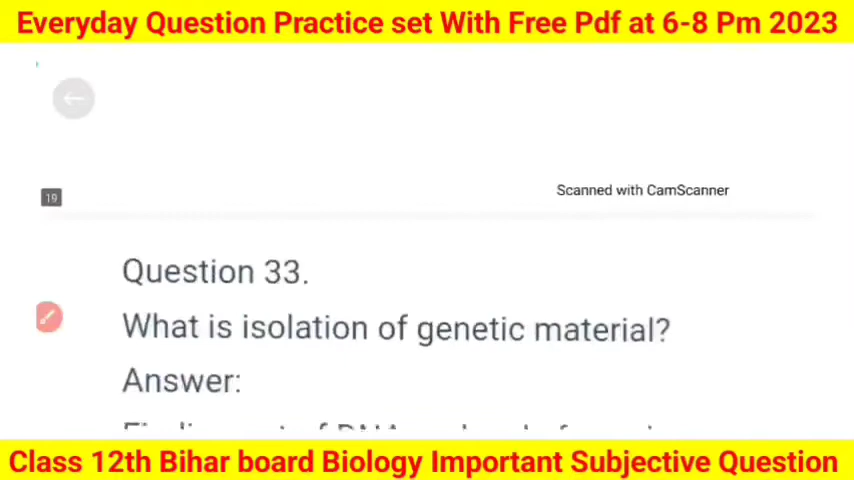 Everyday Question Practice set With Free Pdf at 6-8 Pm 2023
19
Scanned with CamScanner
Question 33.
What is isolation of genetic material?
Answer:
Class 12th Bihar board Biology Important Subjective Question